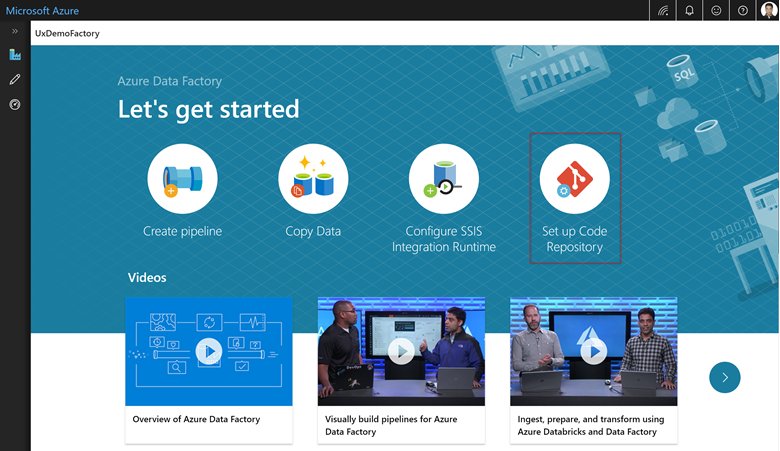 Microsoft Azure
UxDemoFactory
Azure Data Factory
Let's get started
Create pipeline
Copy Data
Configure SSIS
Integration Runtime
Set up Code
Repository
SQL
Videos
Overview of Azure Data Factory
Visually build pipelines for Azure
Data Factory
Ingest, prepare, and transform using
Azure Databricks and Data Factory
DevOps